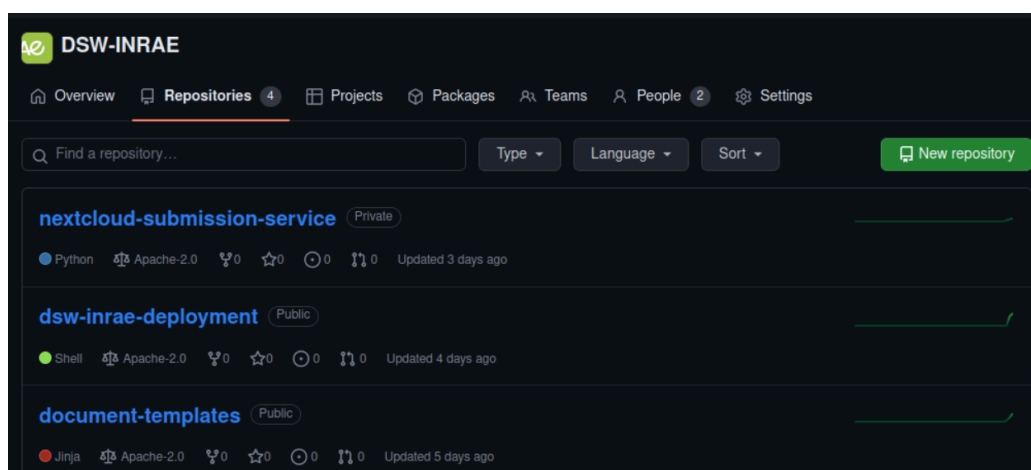 DSW-INRAE
Overview Repositories 4 Projects Packages Teams People 2 Settings
Find a repository… Type Language Sort New repository
nextcloud-submission-service Private
Python Apache-2.0 0 0 0 0 Updated 3 days ago
dsw-inrae-deployment Public
Shell Apache-2.0 0 0 0 0 Updated 4 days ago
document-templates Public
Jinja Apache-2.0 0 0 0 0 Updated 5 days ago